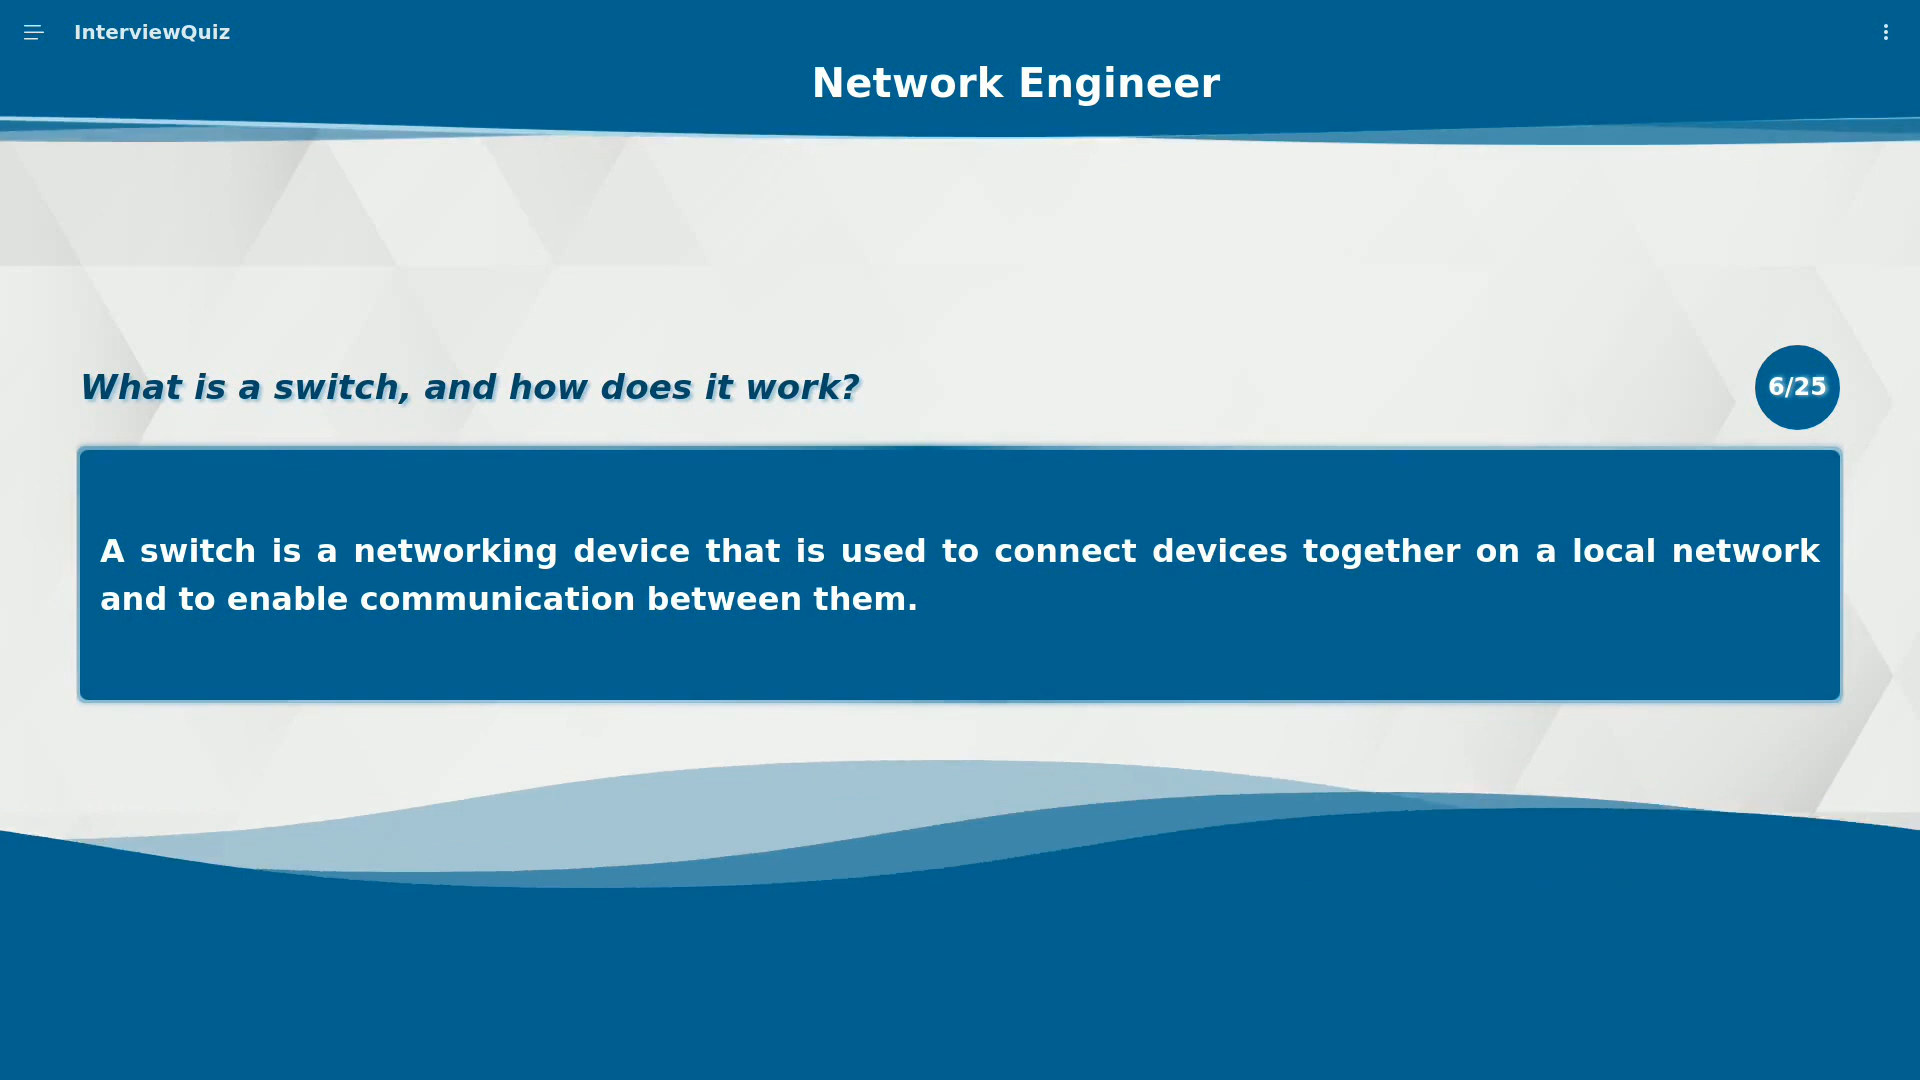 InterviewQuiz
Network Engineer
What is a switch, and how does it work?
6/25
A switch is a networking device that is used to connect devices together on a local network
and to enable communication between them.